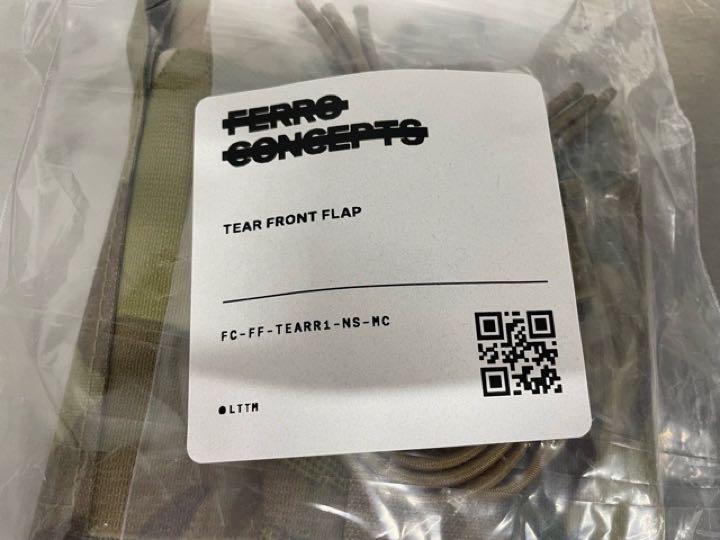 FERRO
CONCEPTS
TEAR FRONT FLAP
FC-FF-TEARR1-NS-MC
●LTTM